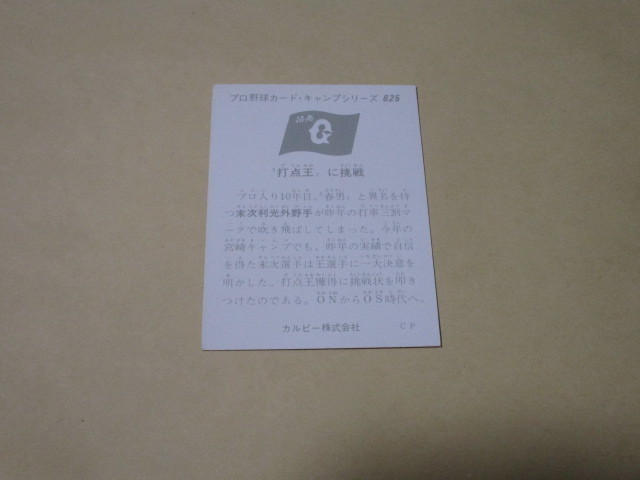 プロ野球カード・キャンプシリーズ 825
読売
G
『打点王』に挑戦
プロ入り10年目。『春男』と異名を待
つ末次利光外野手が昨年の打率三割マ
ークで吹き飛ばしてしまった。今年の
宮崎キャンプでも、昨年の実績で自信
を得た末次選手は王選手に一大決意を
明かした。打点王獲得に挑戦状を叩き
つけたのである。ONからOS時代へ。
カルビー株式会社
CP